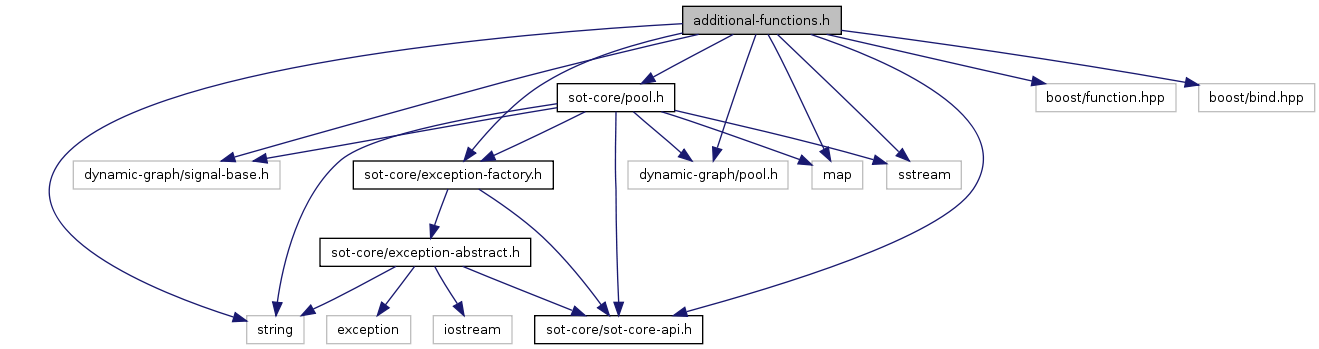 additional-functions.h
sot-core/pool.h
boost/function.hpp
boost/bind.hpp
dynamic-graph/signal-base.h
sot-core/exception-factory.h
dynamic-graph/pool.h
map
sstream
sot-core/exception-abstract.h
string
exception
iostream
sot-core/sot-core-api.h